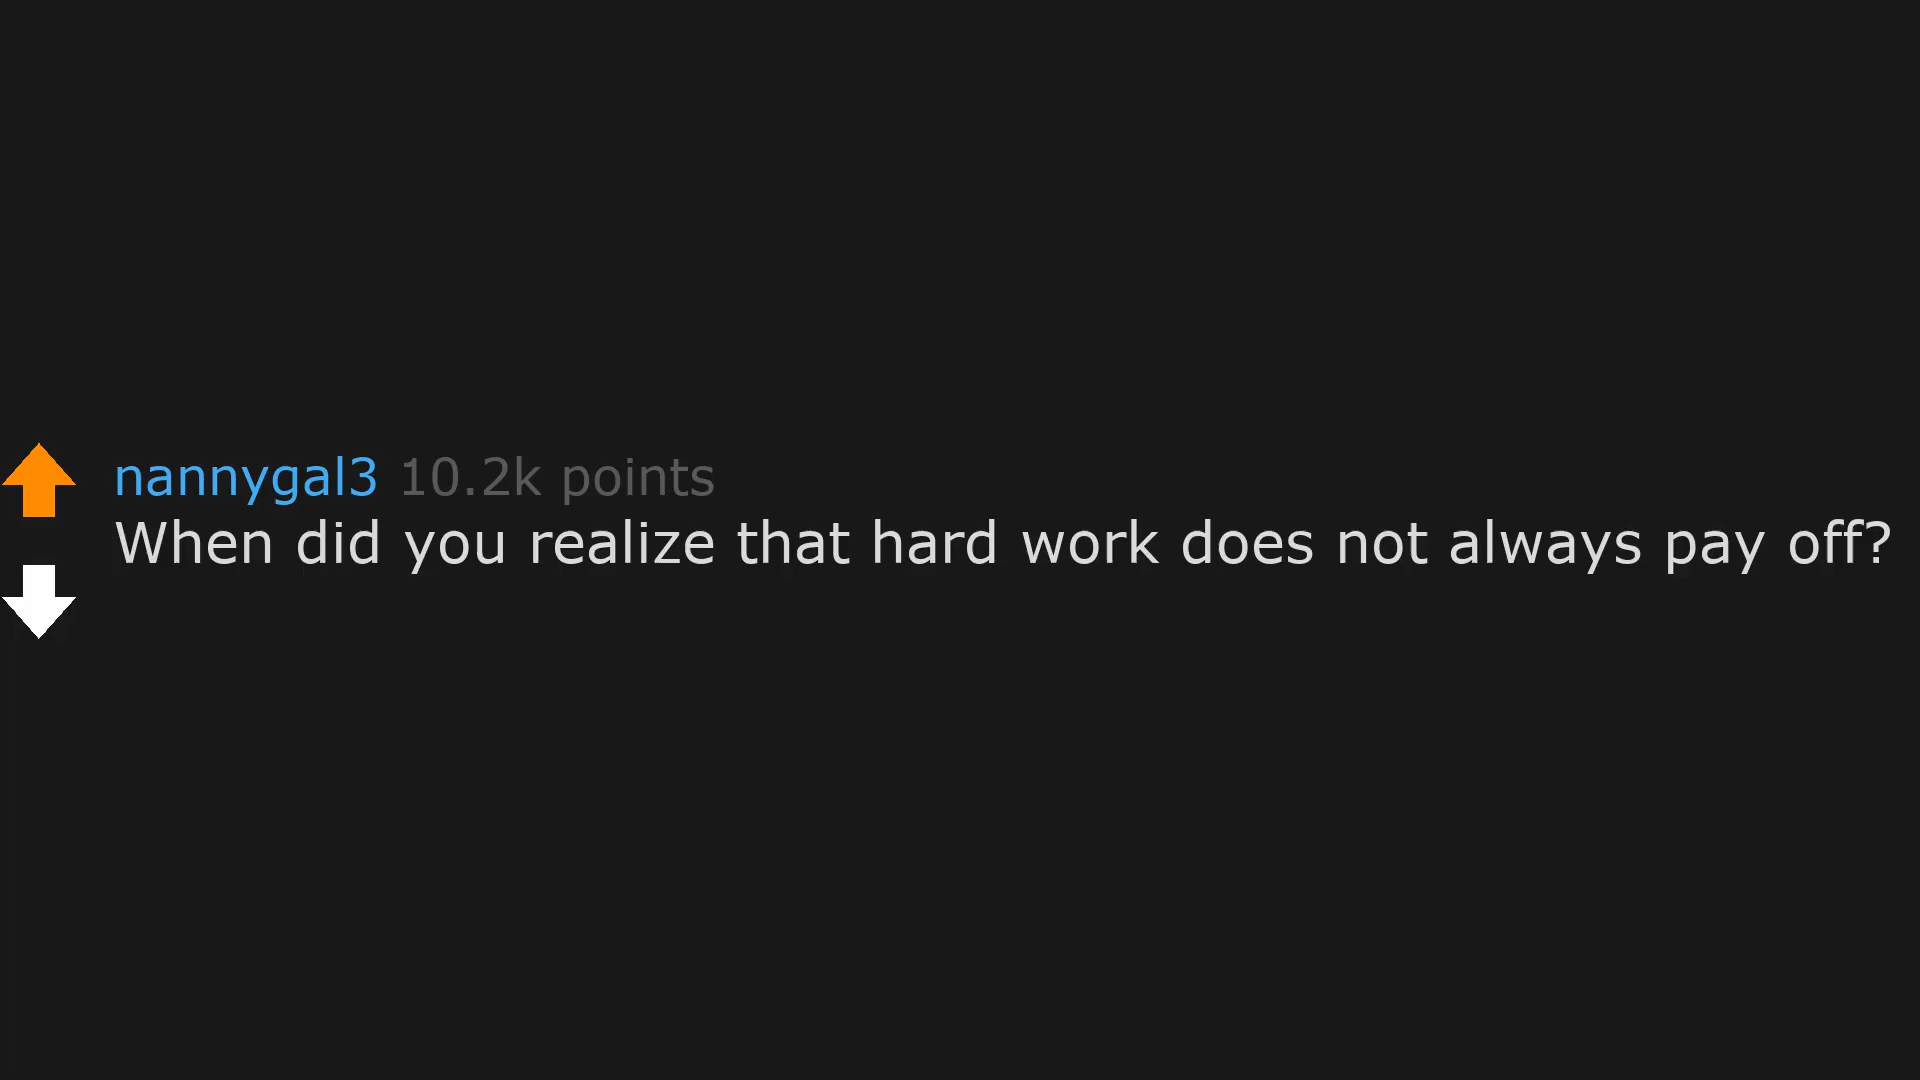 nannygal3 10.2k points
When did you realize that hard work does not always pay off?